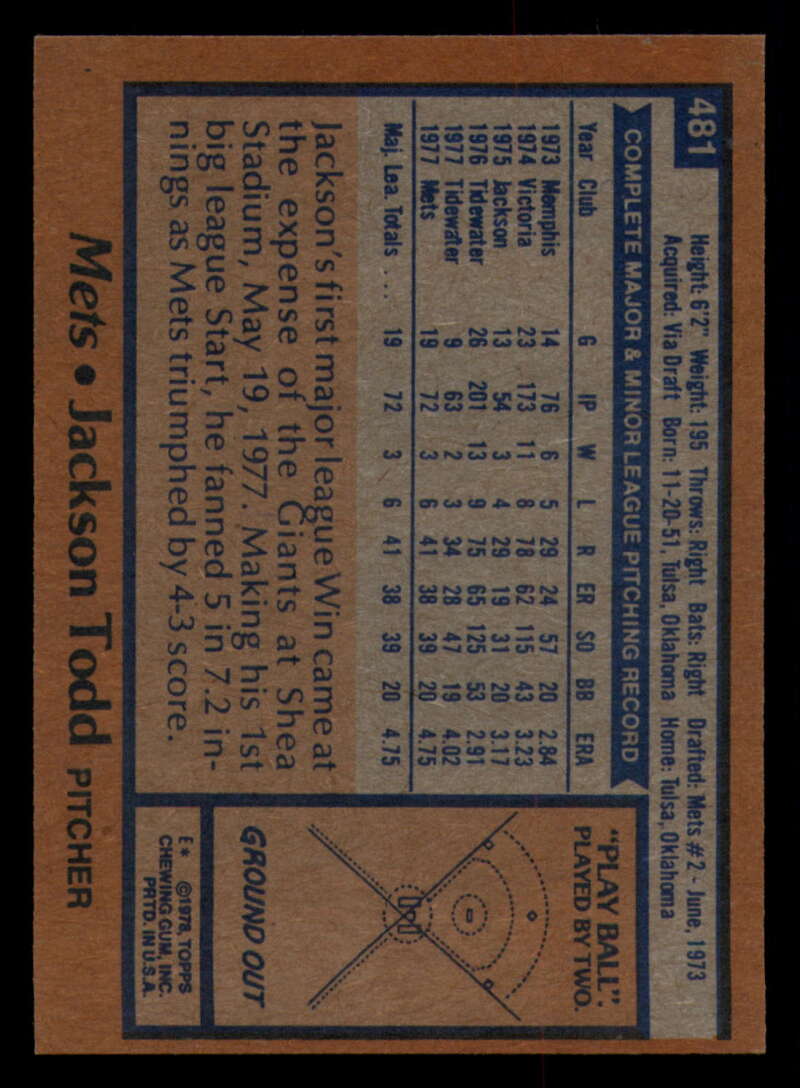 481
Height: 6'2" Weight: 195 Throws: Right Bats: Right Drafted: Mets #2-June, 1973
Acquired: Via Draft Born: 11-20-51, Tulsa, Oklahoma Home: Tulsa, Oklahoma
COMPLETE MAJOR & MINOR LEAGUE PITCHING RECORD
Year Club G IP W L R ER SO BB ERA
1973 Memphis 14 76 6 5 29 24 57 20 2.84
1974 Victoria 23 173 11 8 78 62 115 43 3.23
1975 Jackson 13 54 3 4 29 19 31 20 3.17
1976 Tidewater 26 201 13 9 75 65 125 53 2.91
1977 Tidewater 9 63 2 3 34 28 47 19 4.02
1977 Mets 19 72 3 6 41 38 39 20 4.75
Maj. Lea. Totals ... 19 72 3 6 41 38 39 20 4.75
Jackson's first major league Win came at
the expense of the Giants at Shea
Stadium, May 19, 1977. Making his 1st
big league Start, he fanned 5 in 7.2 in-
nings as Mets triumphed by 4-3 score.
"PLAY BALL".
PLAYED BY TWO.
GROUND OUT
E* ©1978, TOPPS
CHEWING GUM, INC.
PRTD. IN U.S.A.
Mets • Jackson Todd PITCHER